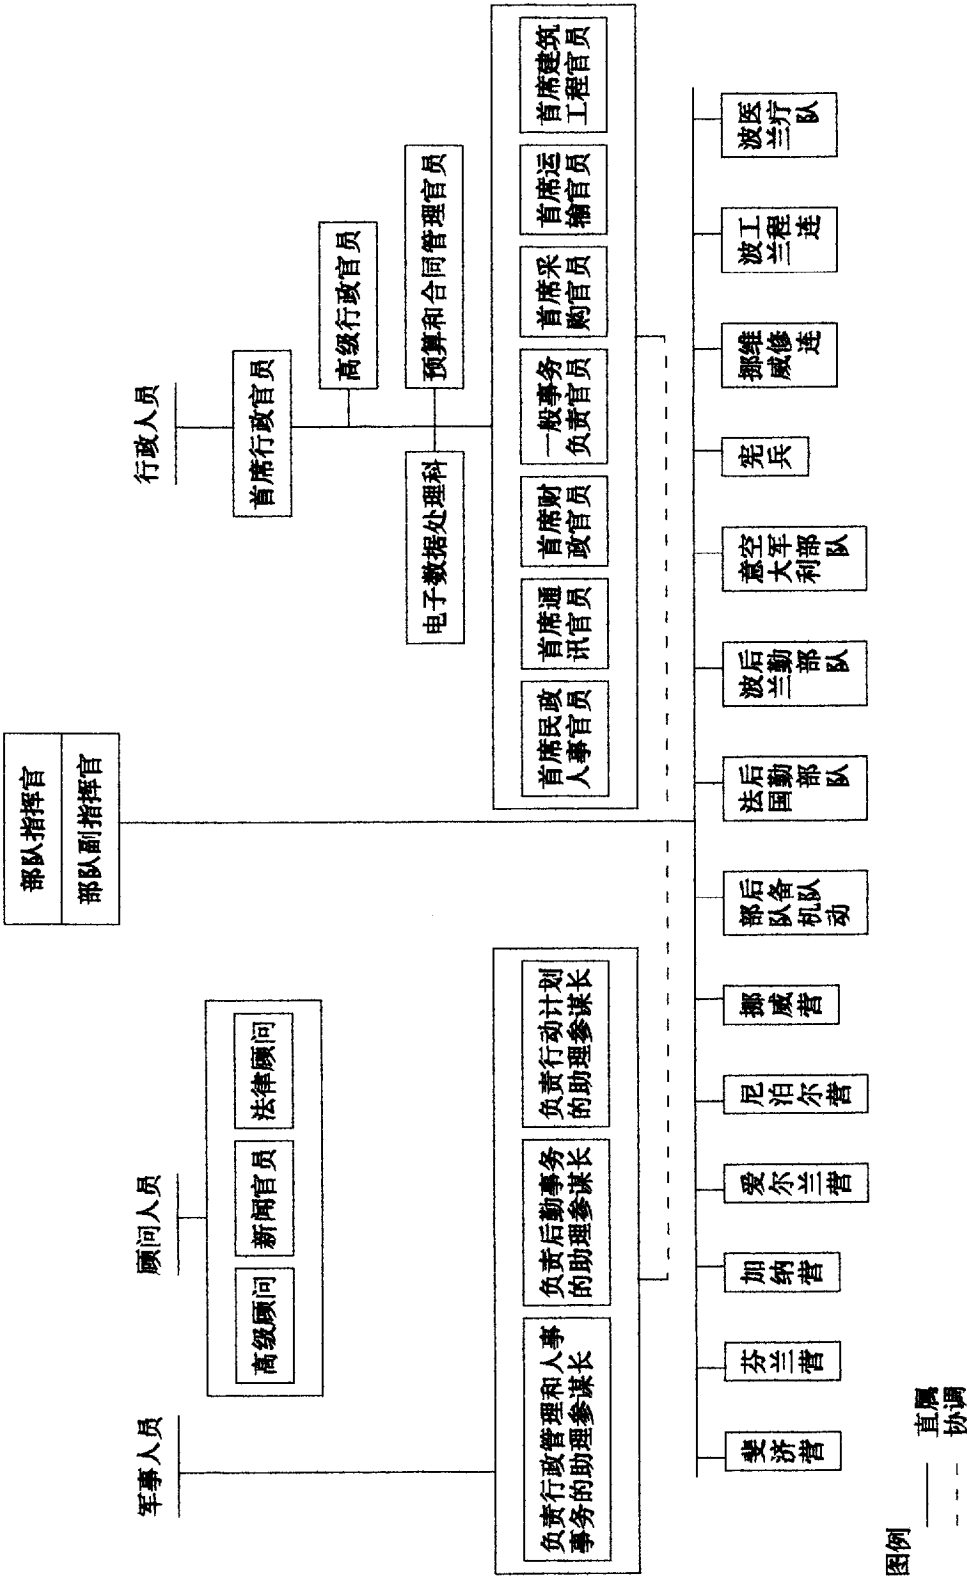 部队指挥官
部队副指挥官
军事人员
顾问人员
行政人员
高级顾问
新闻官员
法律顾问
首席行政官员
高级行政官员
电子数据处理科
预算和合同管理官员
负责行政管理和人事
事务的助理参谋长
负责后勤事务
的助理参谋长
负责行动计划
的助理参谋长
首席民政
人事官员
首席通
讯官员
首席财
政官员
一般事务
负责官员
首席采
购官员
首席运
输官员
首席建筑
工程官员
斐济营
芬兰营
加纳营
爱尔兰营
尼泊尔营
挪威营
部队机动
后备队
法国
后勤部队
波兰
后勤部队
意大利
空军部队
宪兵
挪威
维修连
波兰
工程连
波兰
医疗队
图例
直属
协调